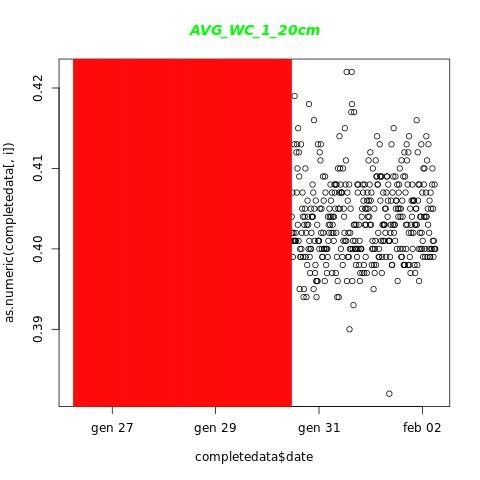 AVG_WC_1_20cm
as.numeric(completedata[, i])
0.42
0.41
0.40
0.39
gen 27
gen 29
gen 31
feb 02
completedata$date